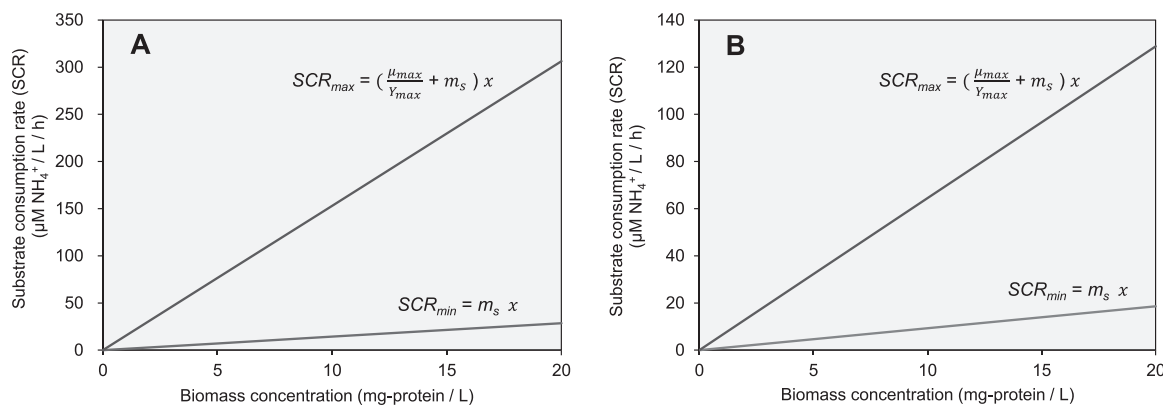 A
Substrate consumption rate (SCR)
(µM NH₄⁺ / L / h)
350
300
250
200
150
100
50
0
SCRₘₐₓ = ( μₘₐₓ/Yₘₐₓ + mₛ ) x
SCRₘᵢₙ = mₛ x
0 5 10 15 20
Biomass concentration (mg-protein / L)
B
Substrate consumption rate (SCR)
(µM NH₄⁺ / L / h)
140
120
100
80
60
40
20
0
SCRₘₐₓ = ( μₘₐₓ/Yₘₐₓ + mₛ ) x
SCRₘᵢₙ = mₛ x
0 5 10 15 20
Biomass concentration (mg-protein / L)